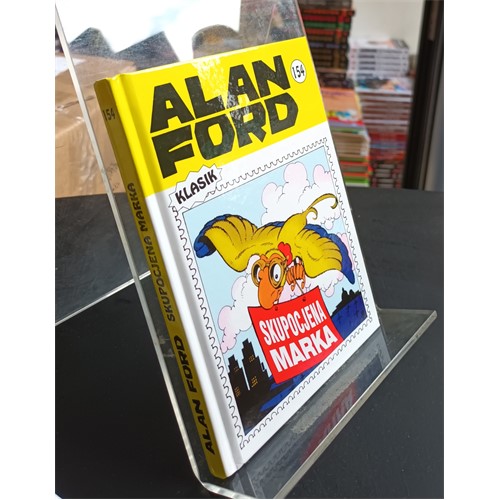 ALAN
FORD
154
KLASIK
SKUPOCJENA
MARKA
154
SKUPOCJENA MARKA
ALAN FORD